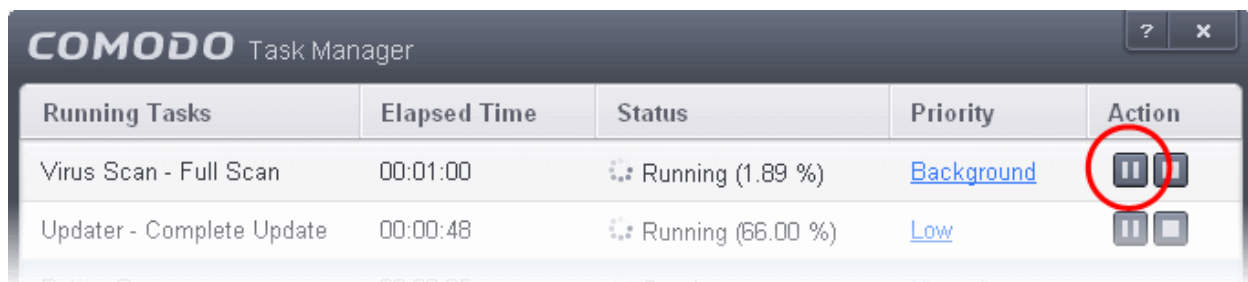 COMODO Task Manager ? x
Running Tasks Elapsed Time Status Priority Action
Virus Scan - Full Scan 00:01:00 Running (1.89 %) Background
Updater - Complete Update 00:00:48 Running (66.00 %) Low